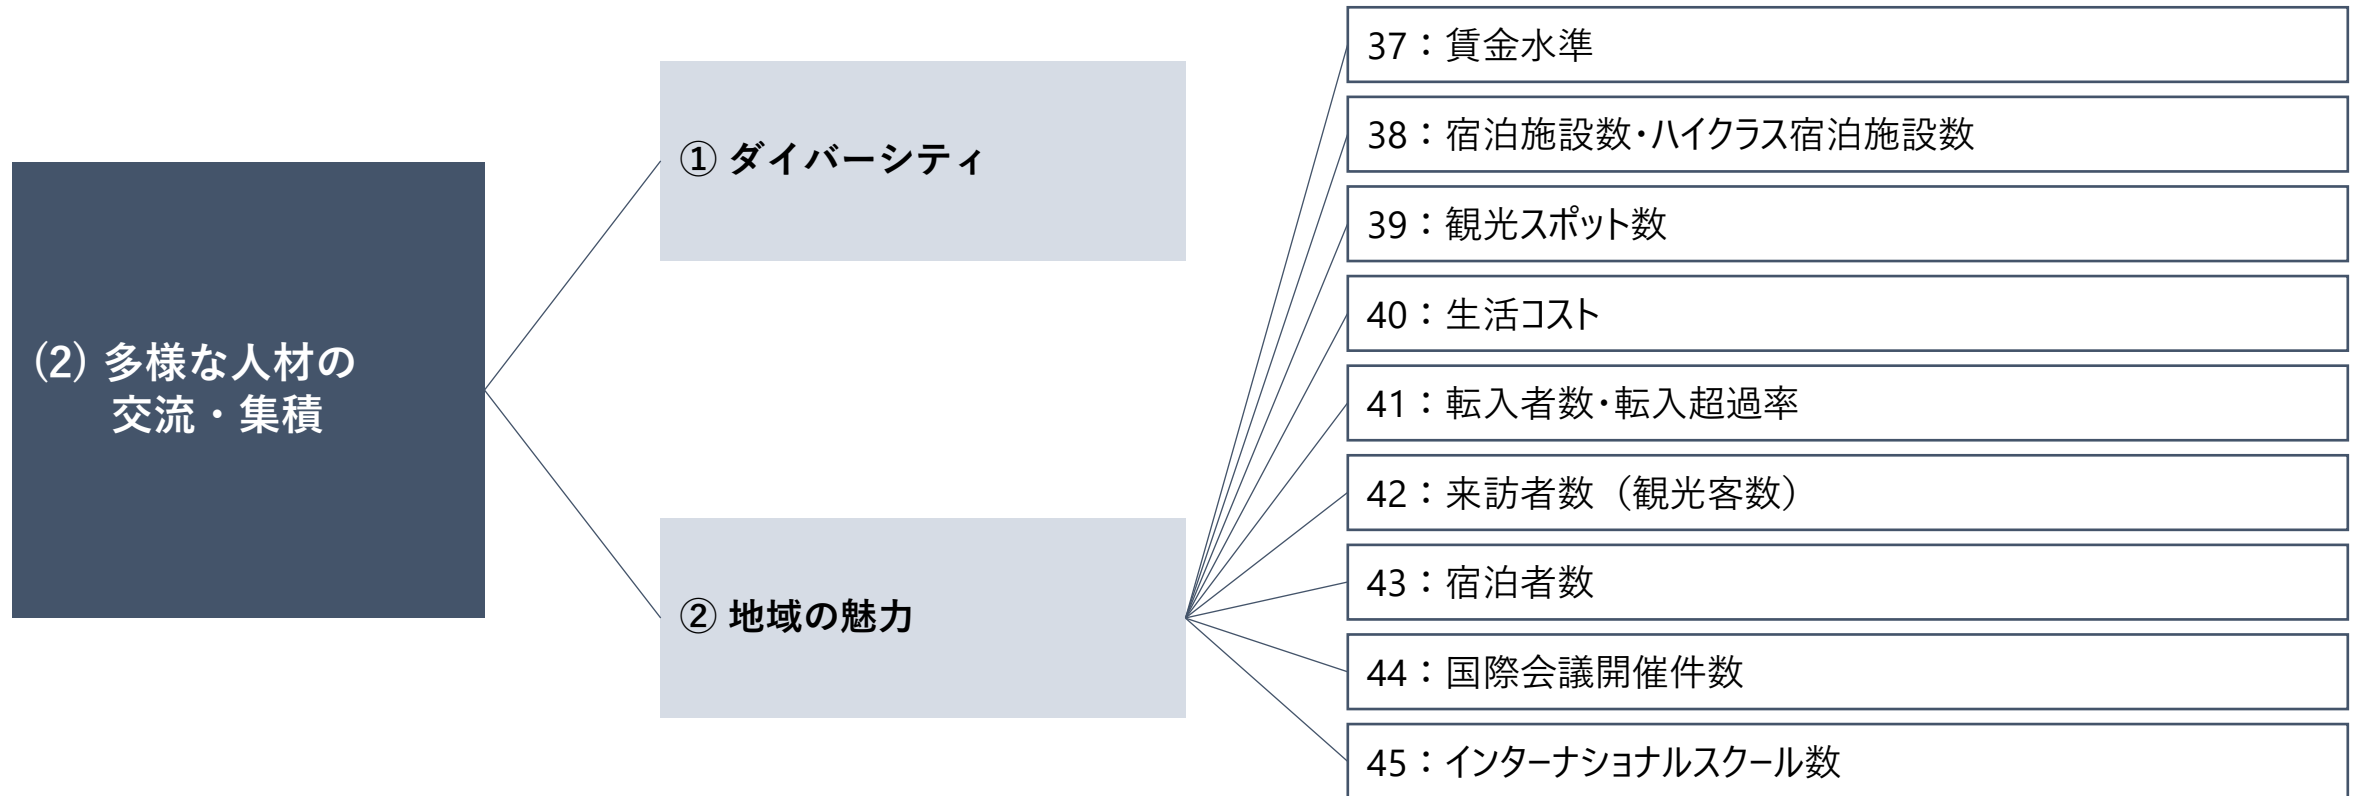 (2) 多様な人材の
交流・集積
① ダイバーシティ
② 地域の魅力
37：賃金水準
38：宿泊施設数･ハイクラス宿泊施設数
39：観光スポット数
40：生活コスト
41：転入者数･転入超過率
42：来訪者数（観光客数）
43：宿泊者数
44：国際会議開催件数
45：インターナショナルスクール数